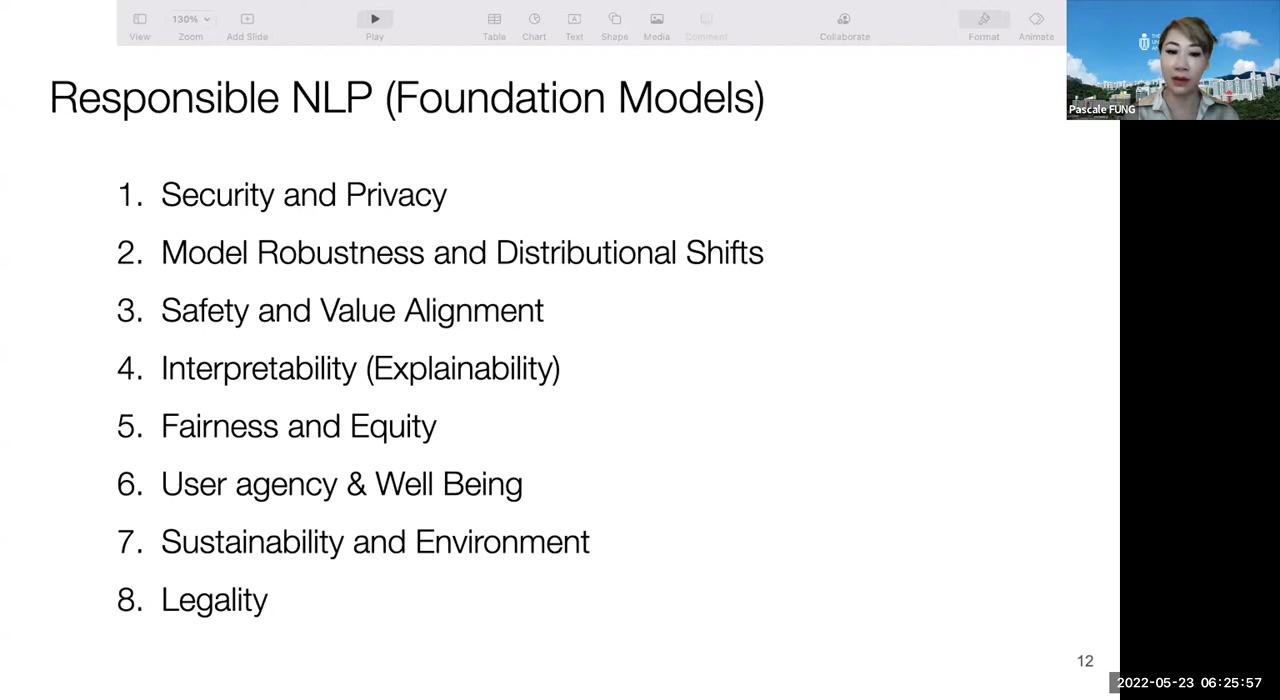 130%
View Zoom Add Slide Play Table Chart Text Shape Media Comment Collaborate Format Animate
Pascale FUNG
Responsible NLP (Foundation Models)
1. Security and Privacy
2. Model Robustness and Distributional Shifts
3. Safety and Value Alignment
4. Interpretability (Explainability)
5. Fairness and Equity
6. User agency & Well Being
7. Sustainability and Environment
8. Legality
12
2022-05-23 06:25:57